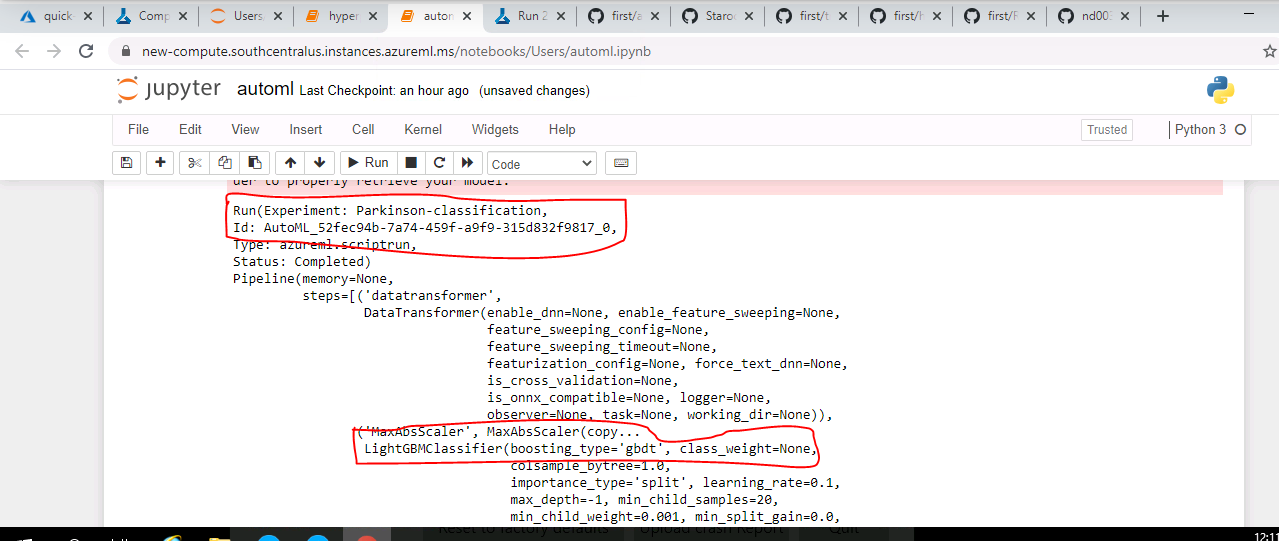 quick-
Comp
Users,
hyper
auton
Run 2
first/a
Staroc
first/t
first/h
first/F
nd00
new-compute.southcentralus.instances.azureml.ms/notebooks/Users/automl.ipynb
jupyter automl Last Checkpoint: an hour ago (unsaved changes)
File Edit View Insert Cell Kernel Widgets Help Trusted Python 3
Run Code
der to properly retrieve your model.
Run(Experiment: Parkinson-classification,
Id: AutoML_52fec94b-7a74-459f-a9f9-315d832f9817_0,
Type: azureml.scriptrun,
Status: Completed)
Pipeline(memory=None,
steps=[('datatransformer',
DataTransformer(enable_dnn=None, enable_feature_sweeping=None,
feature_sweeping_config=None,
feature_sweeping_timeout=None,
featurization_config=None, force_text_dnn=None,
is_cross_validation=None,
is_onnx_compatible=None, logger=None,
observer=None, task=None, working_dir=None)),
('MaxAbsScaler', MaxAbsScaler(copy...
LightGBMClassifier(boosting_type='gbdt', class_weight=None,
colsample_bytree=1.0,
importance_type='split', learning_rate=0.1,
max_depth=-1, min_child_samples=20,
min_child_weight=0.001, min_split_gain=0.0,
Reset to factory defaults Upload crash Report Quit